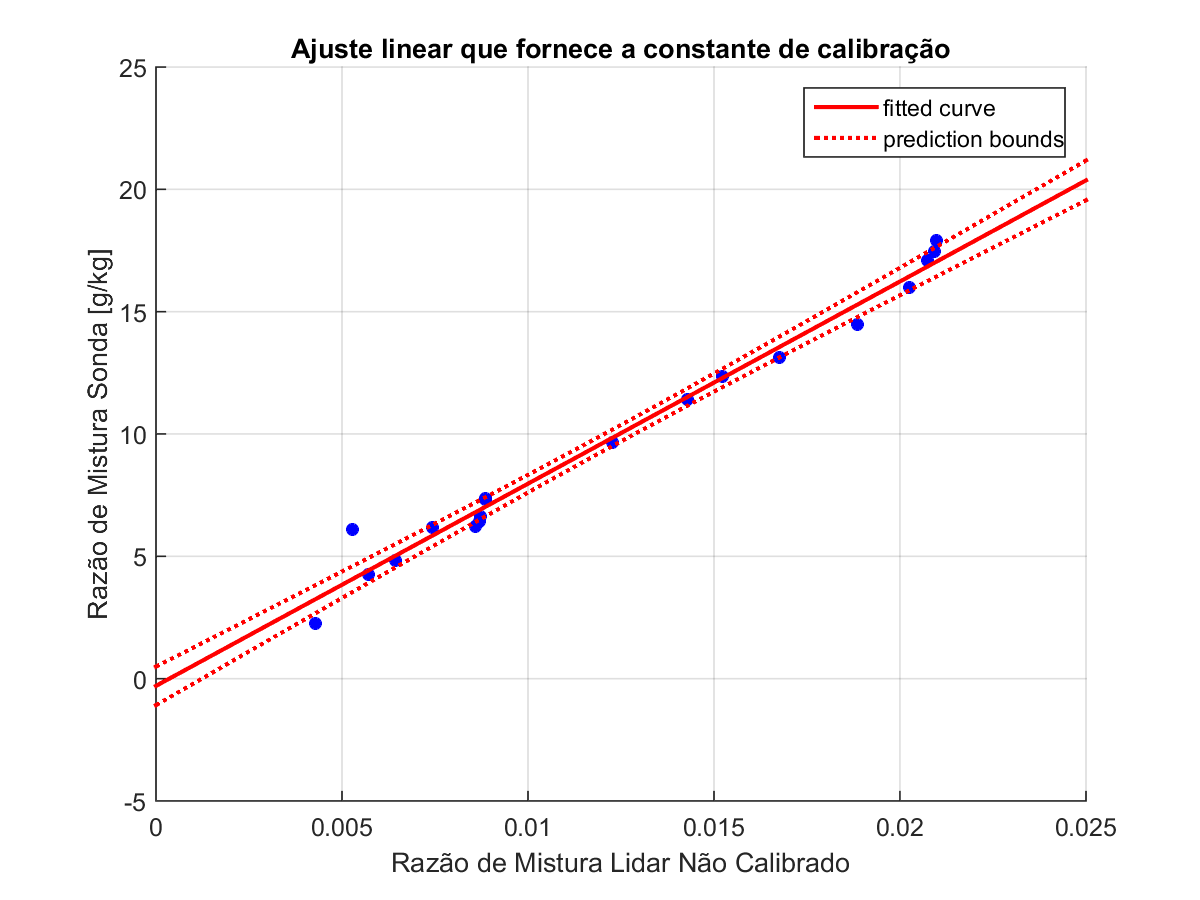 Ajuste linear que fornece a constante de calibração
25
20
15
10
5
0
-5
Razão de Mistura Sonda [g/kg]
fitted curve
prediction bounds
0 0.005 0.01 0.015 0.02 0.025
Razão de Mistura Lidar Não Calibrado